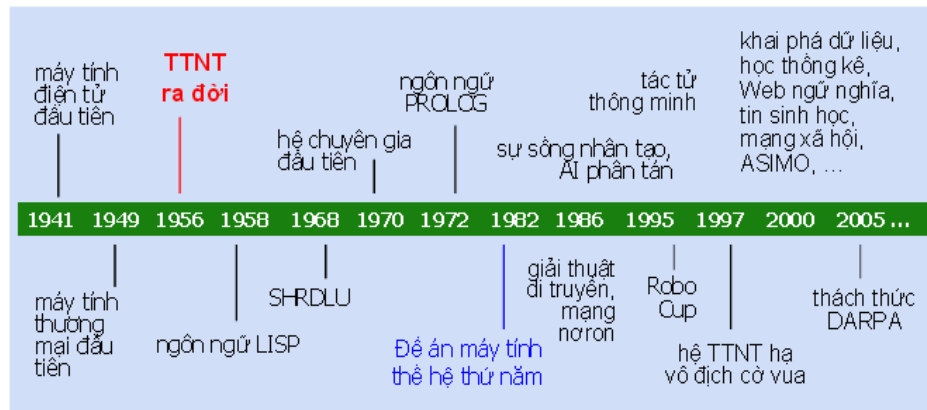 máy tính
điện tử
đầu tiên
TTNT
ra đời
hệ chuyên gia
đầu tiên
ngôn ngữ
PROLOG
sự sống nhân tạo,
AI phân tán
tác tử
thông minh
khai phá dữ liệu,
học thống kê,
Web ngữ nghĩa,
tin sinh học,
mạng xã hội,
ASIMO, ...
1941 1949 1956 1958 1968 1970 1972 1982 1986 1995 1997 2000 2005 ...
máy tính
thương
mại đầu
tiên
ngôn ngữ LISP
SHRDLU
Đề án máy tính
thế hệ thứ năm
giải thuật
di truyền,
mạng
nơron
Robo
Cup
hệ TTNT hạ
vô địch cờ vua
thách thức
DARPA